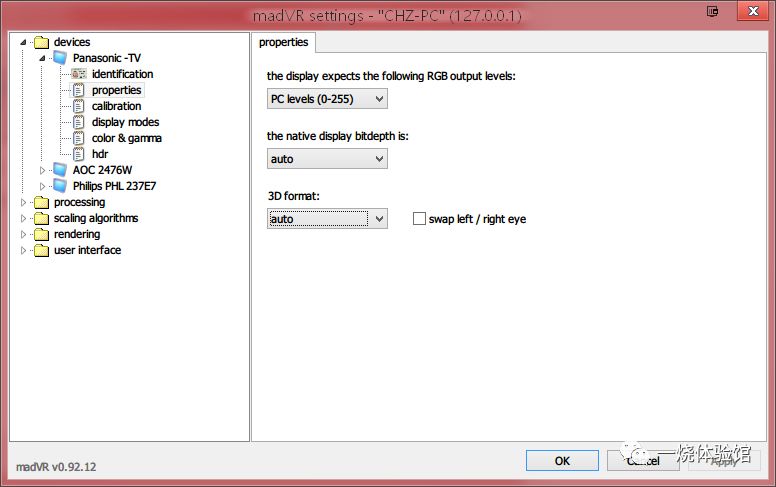 madVR settings - "CHZ-PC" (127.0.0.1)
devices
Panasonic -TV
identification
properties
calibration
display modes
color & gamma
hdr
AOC 2476W
Philips PHL 237E7
processing
scaling algorithms
rendering
user interface
properties
the display expects the following RGB output levels:
PC levels (0-255)
the native display bitdepth is:
auto
3D format:
auto
swap left / right eye
madVR v0.92.12
OK
Cancel
Apply
一烧体验馆